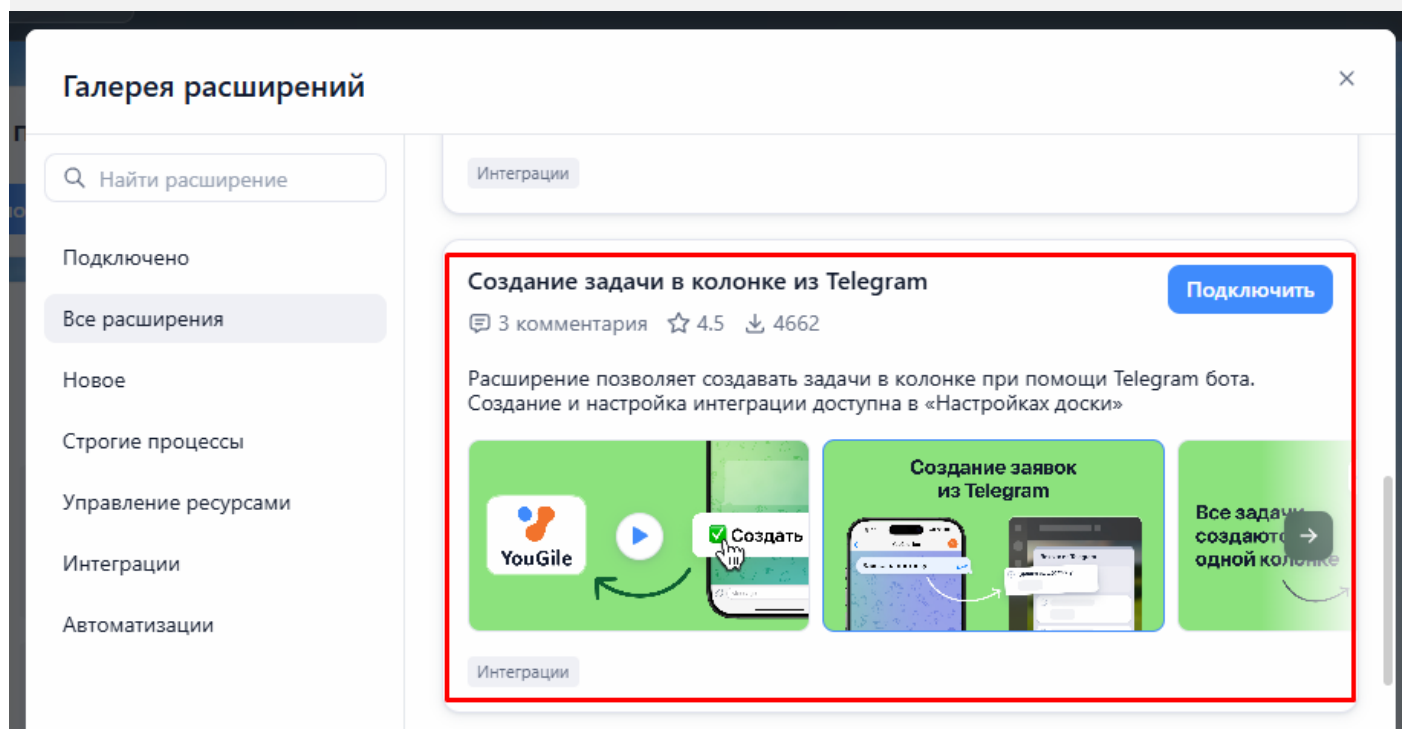 Галерея расширений
Найти расширение
Подключено
Все расширения
Новое
Строгие процессы
Управление ресурсами
Интеграции
Автоматизации
Интеграции
Создание задачи в колонке из Telegram
Подключить
3 комментария 4.5 4662
Расширение позволяет создавать задачи в колонке при помощи Telegram бота.
Создание и настройка интеграции доступна в «Настройках доски»
YouGile
Создать
Создание заявок
из Telegram
Все задачи
создаютс
одной колонке
Интеграции